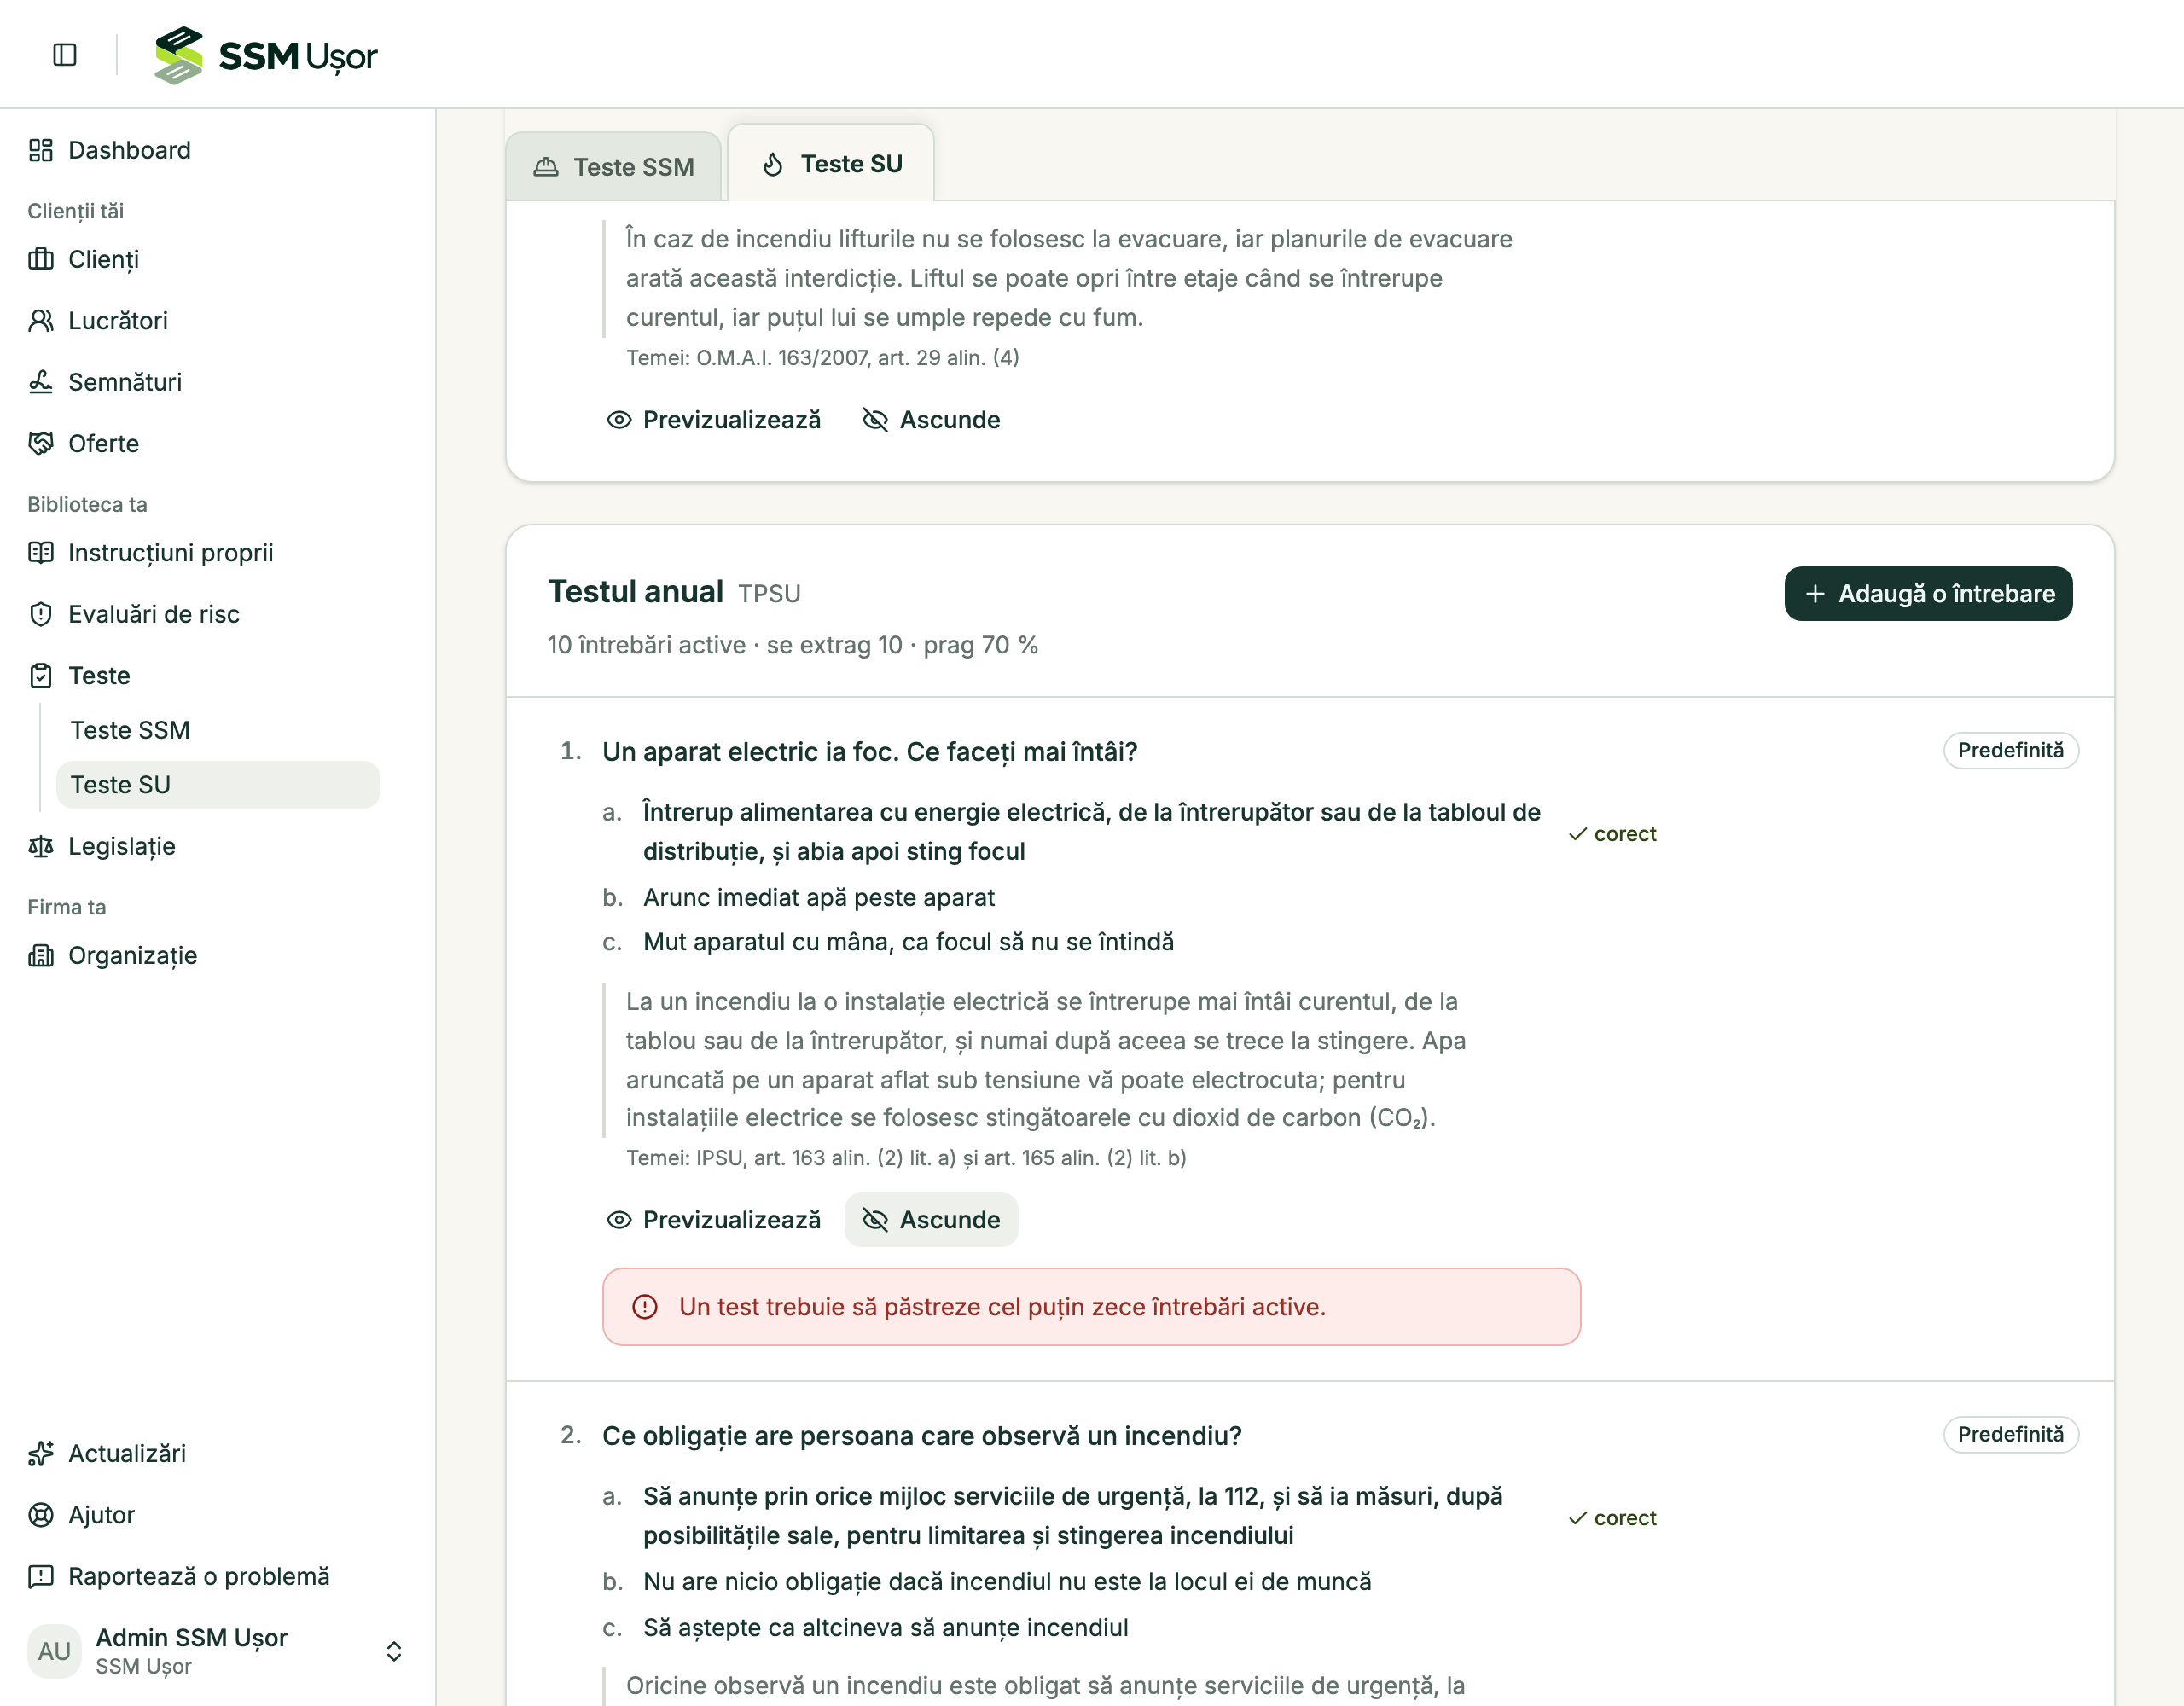 SSM Ușor
Dashboard
Clienții tăi
Clienți
Lucrători
Semnături
Oferte
Biblioteca ta
Instrucțiuni proprii
Evaluări de risc
Teste
Teste SSM
Teste SU
Legislație
Firma ta
Organizație
Actualizări
Ajutor
Raportează o problemă
AU
Admin SSM Ușor
SSM Ușor
Teste SSM
Teste SU
În caz de incendiu lifturile nu se folosesc la evacuare, iar planurile de evacuare
arată această interdicție. Liftul se poate opri între etaje când se întrerupe
curentul, iar puțul lui se umple repede cu fum.
Temei: O.M.A.I. 163/2007, art. 29 alin. (4)
Previzualizează Ascunde
Testul anual TPSU
+ Adaugă o întrebare
10 întrebări active · se extrag 10 · prag 70 %
1. Un aparat electric ia foc. Ce faceți mai întâi?
Predefinită
a. Întrerup alimentarea cu energie electrică, de la întrerupător sau de la tabloul de
distribuție, și abia apoi sting focul
corect
b. Arunc imediat apă peste aparat
c. Mut aparatul cu mâna, ca focul să nu se întindă
La un incendiu la o instalație electrică se întrerupe mai întâi curentul, de la
tablou sau de la întrerupător, și numai după aceea se trece la stingere. Apa
aruncată pe un aparat aflat sub tensiune vă poate electrocuta; pentru
instalațiile electrice se folosesc stingătoarele cu dioxid de carbon (CO₂).
Temei: IPSU, art. 163 alin. (2) lit. a) și art. 165 alin. (2) lit. b)
Previzualizează Ascunde
Un test trebuie să păstreze cel puțin zece întrebări active.
2. Ce obligație are persoana care observă un incendiu?
Predefinită
a. Să anunțe prin orice mijloc serviciile de urgență, la 112, și să ia măsuri, după
posibilitățile sale, pentru limitarea și stingerea incendiului
corect
b. Nu are nicio obligație dacă incendiul nu este la locul ei de muncă
c. Să aștepte ca altcineva să anunțe incendiul
Oricine observă un incendiu este obligat să anunțe serviciile de urgență, la